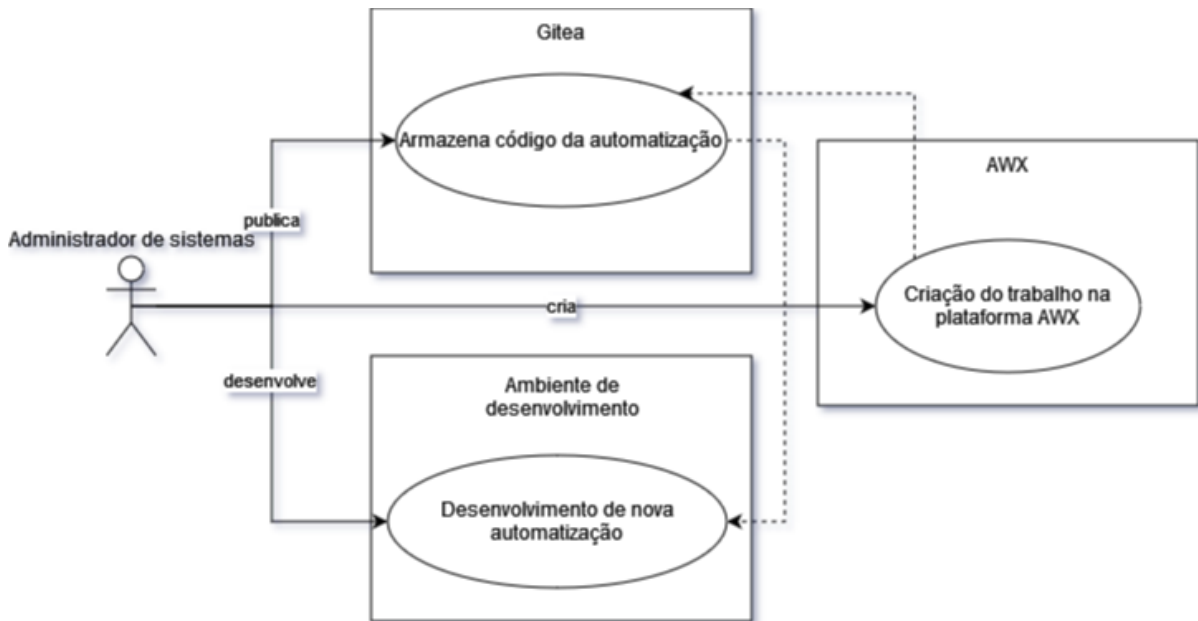 Gitea
Armazena código da automatização
AWX
publica
Administrador de sistemas
cria
Criação do trabalho na
plataforma AWX
desenvolve
Ambiente de
desenvolvimento
Desenvolvimento de nova
automatização